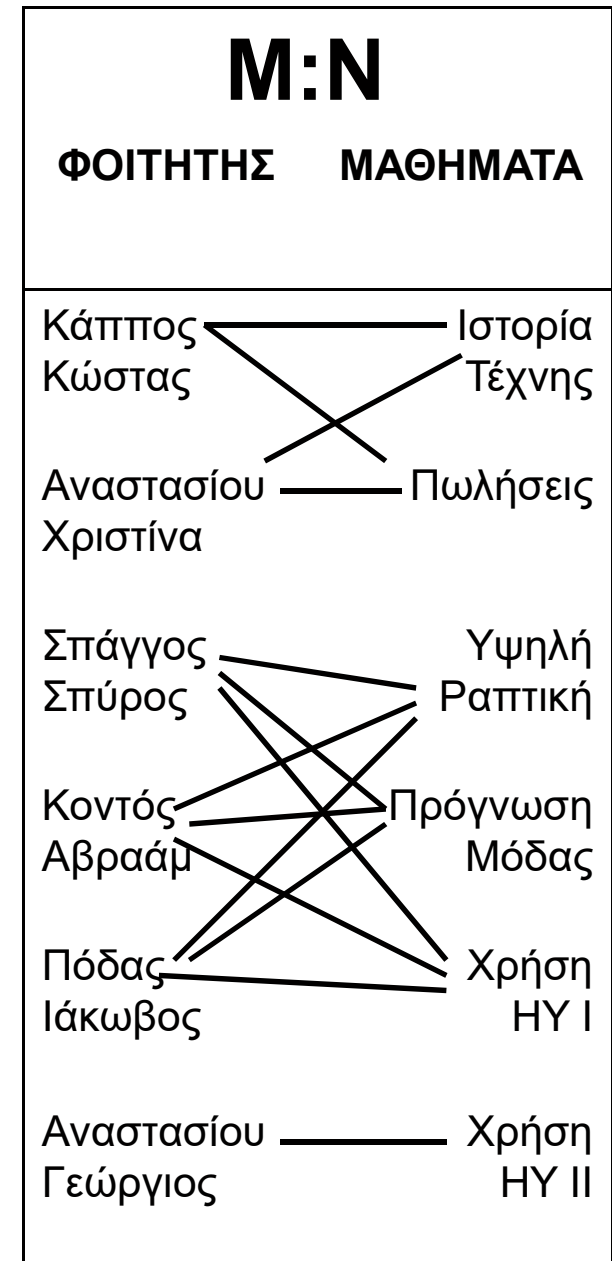 M:N
ΦΟΙΤΗΤΗΣ ΜΑΘΗΜΑΤΑ
Κάππος Ιστορία
Κώστας Τέχνης
Αναστασίου Πωλήσεις
Χριστίνα
Σπάγγος Υψηλή
Σπύρος Ραπτική
Κοντός Πρόγνωση
Αβραάμ Μόδας
Πόδας Χρήση
Ιάκωβος ΗΥ Ι
Αναστασίου Χρήση
Γεώργιος ΗΥ ΙΙ